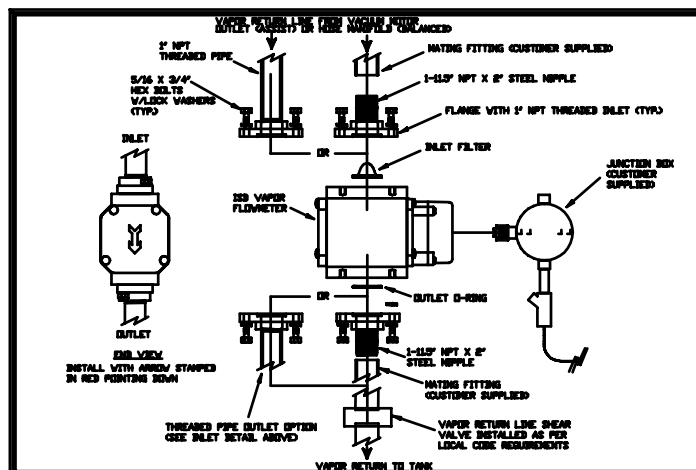 VAPOR RETURN LINE FROM VACUUM MOTOR
OUTLET (ASSIST) OR HOSE MANIFOLD (BALANCED)
1" NPT
THREADED PIPE
MATING FITTING (CUSTOMER SUPPLIED)
5/16 X 3/4"
HEX BOLTS
W/LOCK WASHERS
(TYP.)
1-11.5" NPT X 2" STEEL NIPPLE
FLANGE WITH 1" NPT THREADED INLET (TYP.)
INLET
OR
INLET FILTER
JUNCTION BOX
(CUSTOMER
SUPPLIED)
ISD VAPOR
FLOWMETER
OR
OUTLET O-RING
OUTLET
END VIEW
INSTALL WITH ARROW STAMPED
IN RED POINTING DOWN
1-11.5" NPT X 2"
STEEL NIPPLE
MATING FITTING
(CUSTOMER SUPPLIED)
THREADED PIPE OUTLET OPTION
(SEE INLET DETAIL ABOVE)
VAPOR RETURN LINE SHEAR
VALVE INSTALLED AS PER
LOCAL CODE REQUIREMENTS
VAPOR RETURN TO TANK